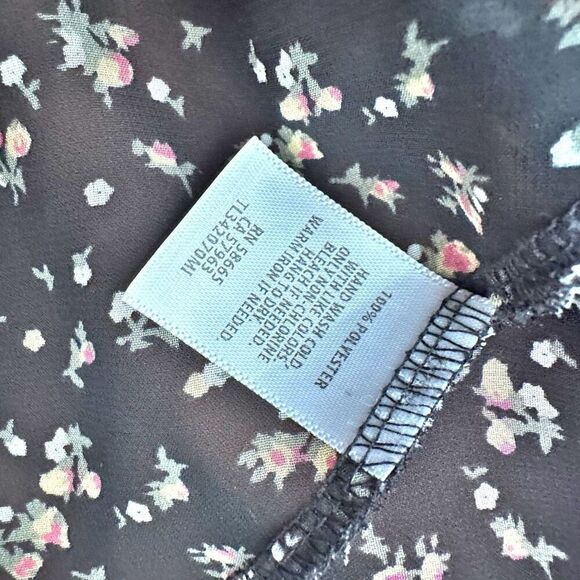 100% POLYESTER
HAND WASH COLD,
WITH LIKE COLORS,
ONLY NON-CHLORINE
BLEACH IF NEEDED
HANG TO DRY.
WARM IRON IF NEEDED.
RN 58665
CA 57963
TL34207OMI